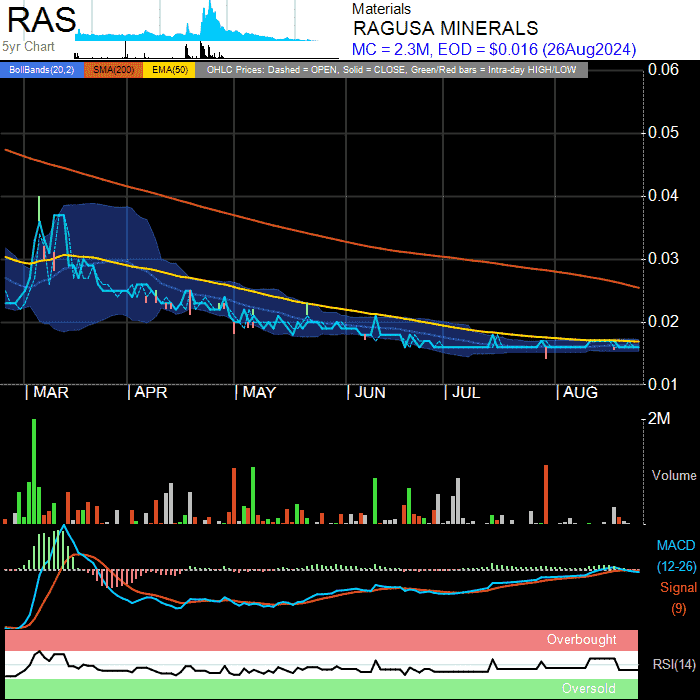 RAS
5yr Chart
Materials
RAGUSA MINERALS
MC = 2.3M, EOD = $0.016 (26Aug2024)
BollBands(20,2) SMA(200) EMA(50) OHLC Prices: Dashed = OPEN, Solid = CLOSE, Green/Red bars = Intra-day HIGH/LOW
0.06
0.05
0.04
0.03
0.02
0.01
MAR APR MAY JUN JUL AUG
2M
Volume
MACD
(12-26)
Signal
(9)
Overbought
RSI(14)
Oversold